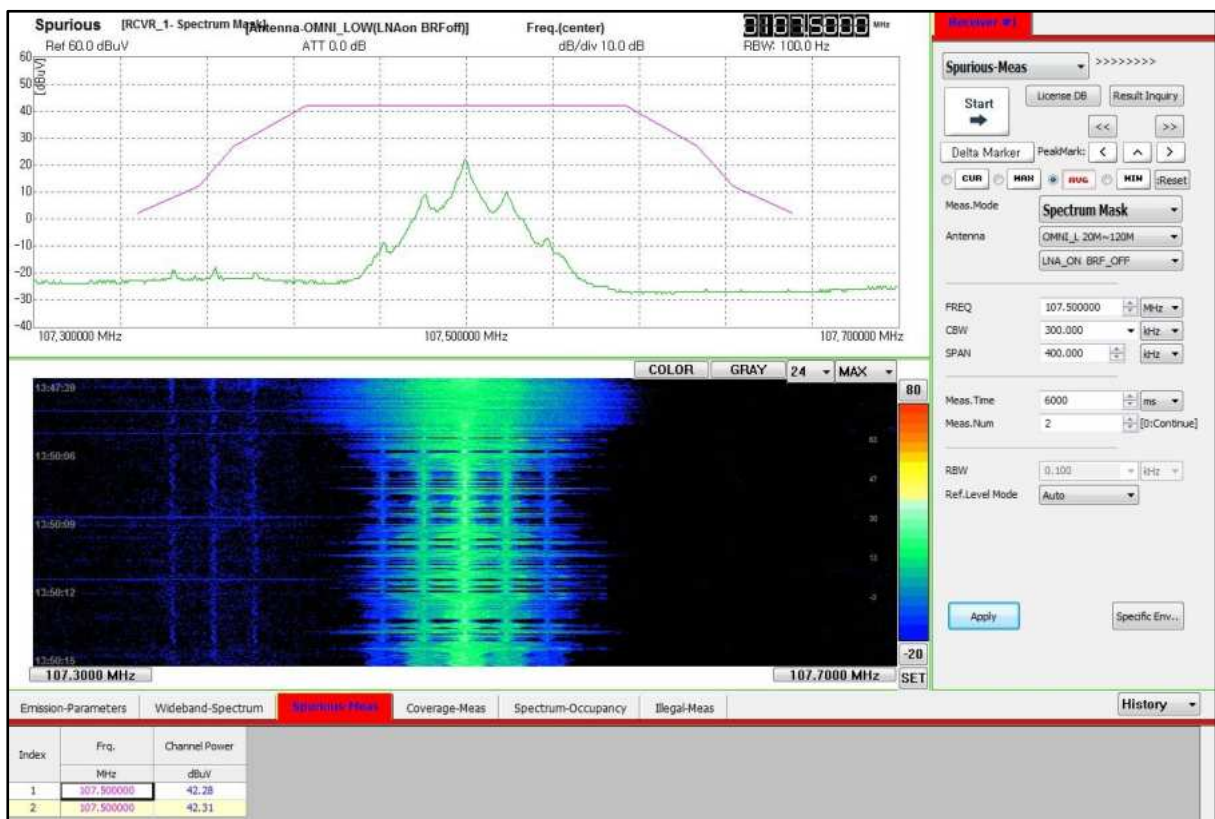 Spurious [RCVR_1- Spectrum Mask] [Antenna-OMNI_LOW(LNAon BRFoff)] Freq.(center) 0107.5000 MHz
Ref 60.0 dBuV ATT 0.0 dB dB/div 10.0 dB RBW: 100.0 Hz
[dBuV]
60
50
40
30
20
10
0
-10
-20
-30
-40
107,300000 MHz 107,500000 MHz 107,700000 MHz
COLOR GRAY 24 MAX
80
13:47:39
13:50:06
13:50:09
13:50:12
13:50:15
63
47
30
13
-20
SET
107.3000 MHz 107.7000 MHz
Receiver #1
Spurious-Meas >>>>>>>>
Start License DB Result Inquiry
<< >>
Delta Marker PeakMark: < ^ >
CUR MAX AVG MIN :Reset
Meas.Mode Spectrum Mask
Antenna OMNI_L 20M~120M
LNA_ON BRF_OFF
FREQ 107.500000 MHz
CBW 300.000 kHz
SPAN 400.000 kHz
Meas.Time 6000 ms
Meas.Num 2 [0:Continue]
RBW 0.100 kHz
Ref.Level Mode Auto
Apply Specific Env..
Emission-Parameters Wideband-Spectrum Spurious-Meas Coverage-Meas Spectrum-Occupancy Illegal-Meas History
Index Frq. Channel Power
MHz dBuV
1 107.500000 42.28
2 107.500000 42.31